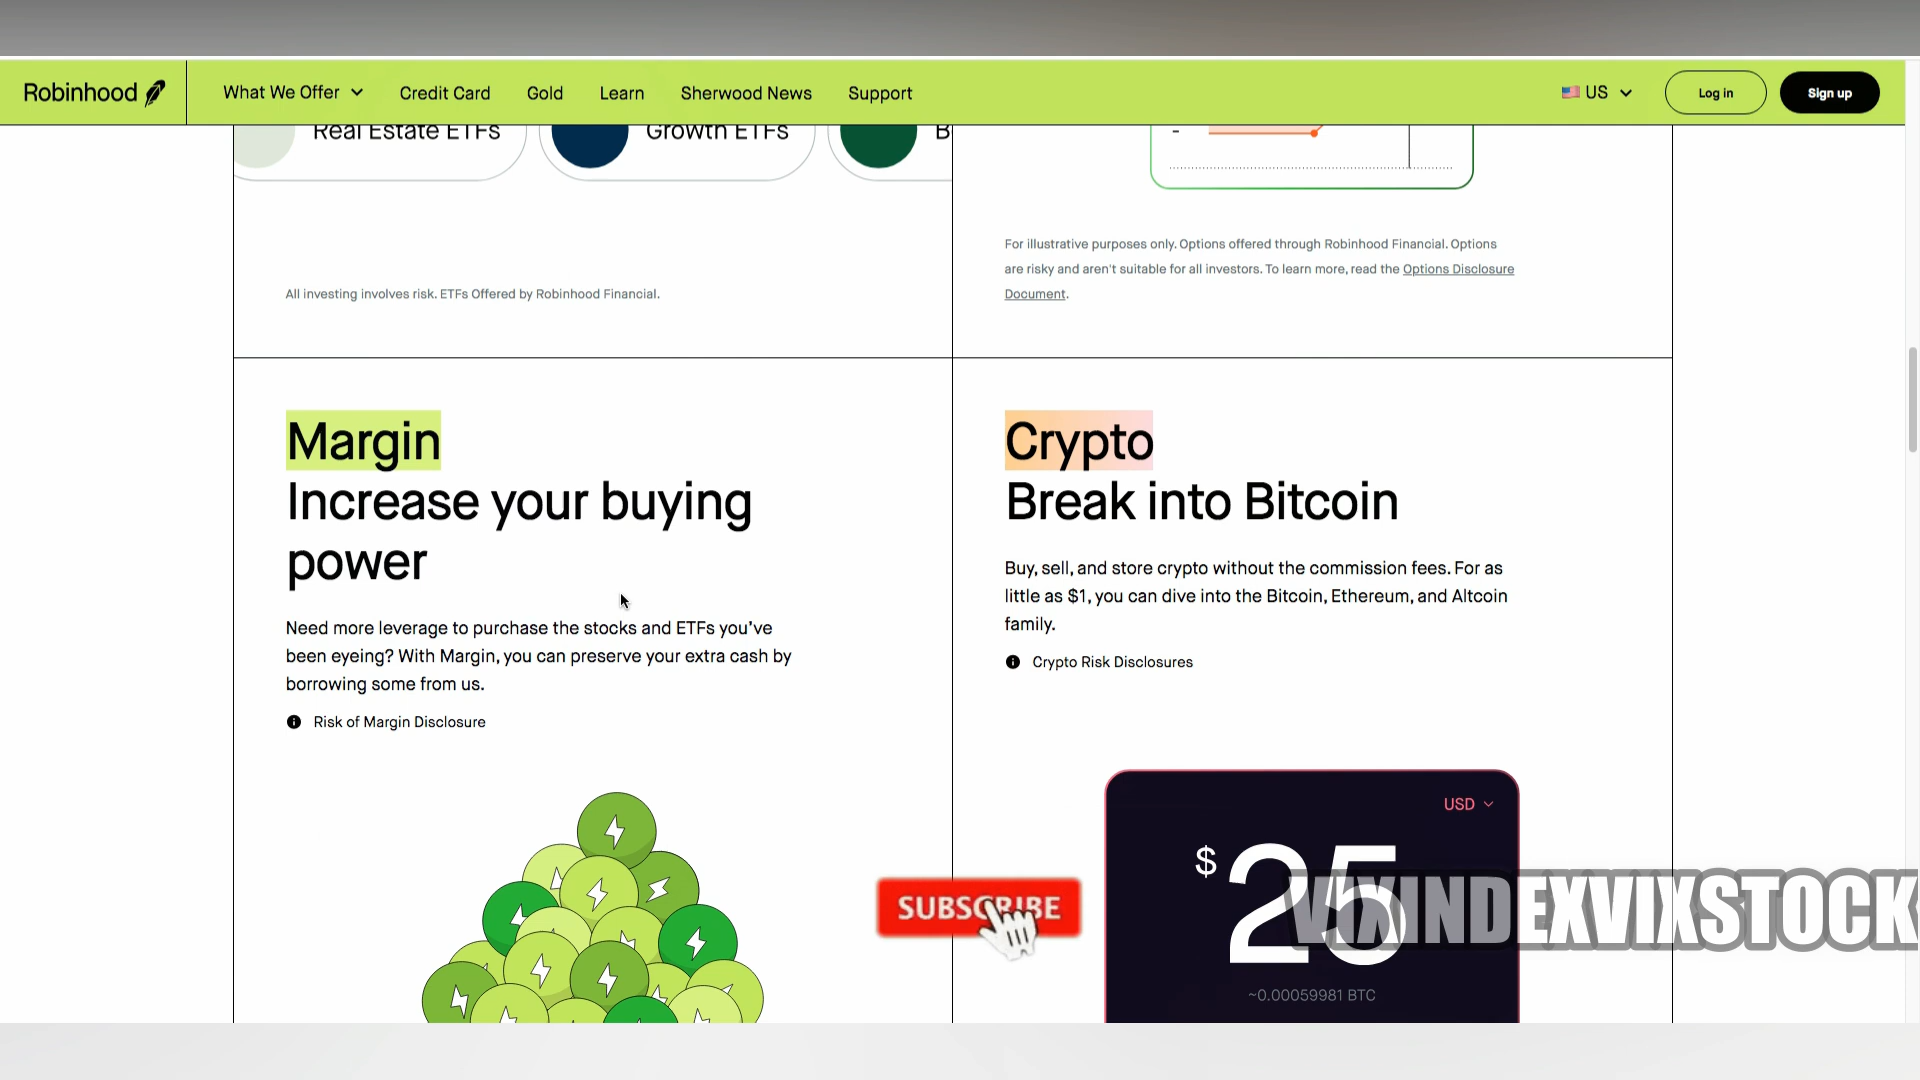 Robinhood
What We Offer
Credit Card
Gold
Learn
Sherwood News
Support
US
Log in
Sign up
Real Estate ETFs
Growth ETFs
B
All investing involves risk. ETFs Offered by Robinhood Financial.
For illustrative purposes only. Options offered through Robinhood Financial. Options
are risky and aren't suitable for all investors. To learn more, read the Options Disclosure
Document.
Margin
Increase your buying
power
Need more leverage to purchase the stocks and ETFs you've
been eyeing? With Margin, you can preserve your extra cash by
borrowing some from us.
Risk of Margin Disclosure
Crypto
Break into Bitcoin
Buy, sell, and store crypto without the commission fees. For as
little as $1, you can dive into the Bitcoin, Ethereum, and Altcoin
family.
Crypto Risk Disclosures
USD
$25
~0.00059981 BTC
SUBSCRIBE
VIXINDEXVIXSTOCK